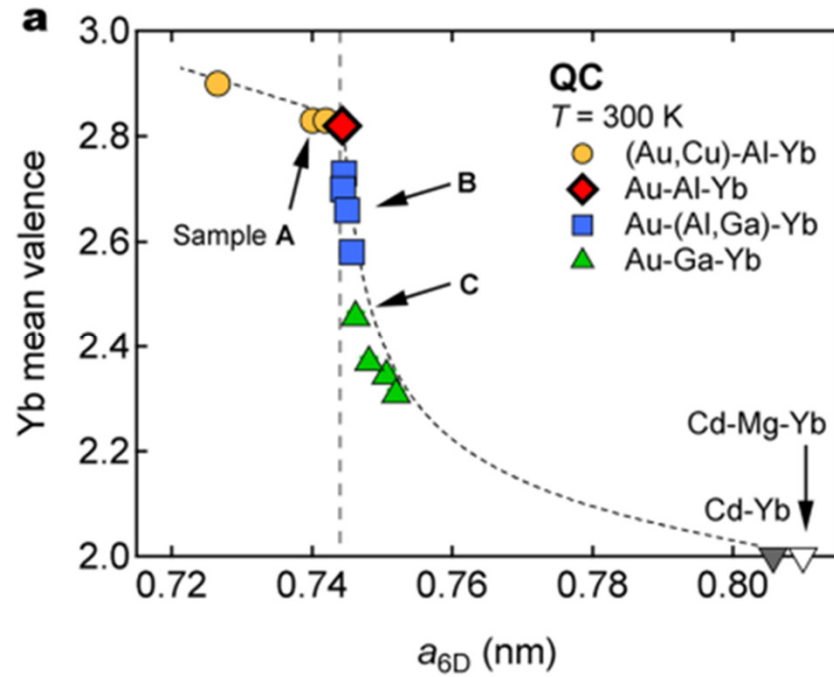 a
3.0
2.8
2.6
2.4
2.2
2.0
Yb mean valence
QC
T = 300 K
(Au,Cu)-Al-Yb
Au-Al-Yb
Au-(Al,Ga)-Yb
Au-Ga-Yb
Sample A
B
C
Cd-Mg-Yb
Cd-Yb
0.72 0.74 0.76 0.78 0.80
a6D (nm)